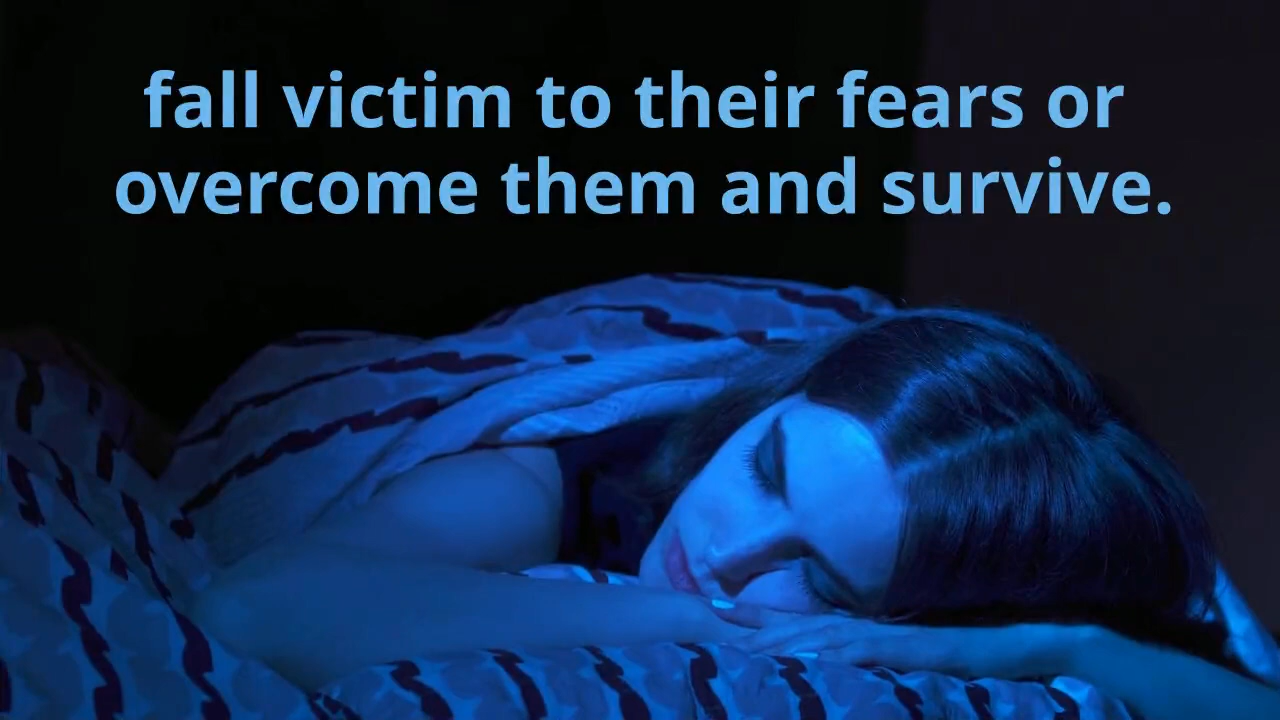 fall victim to their fears or
overcome them and survive.